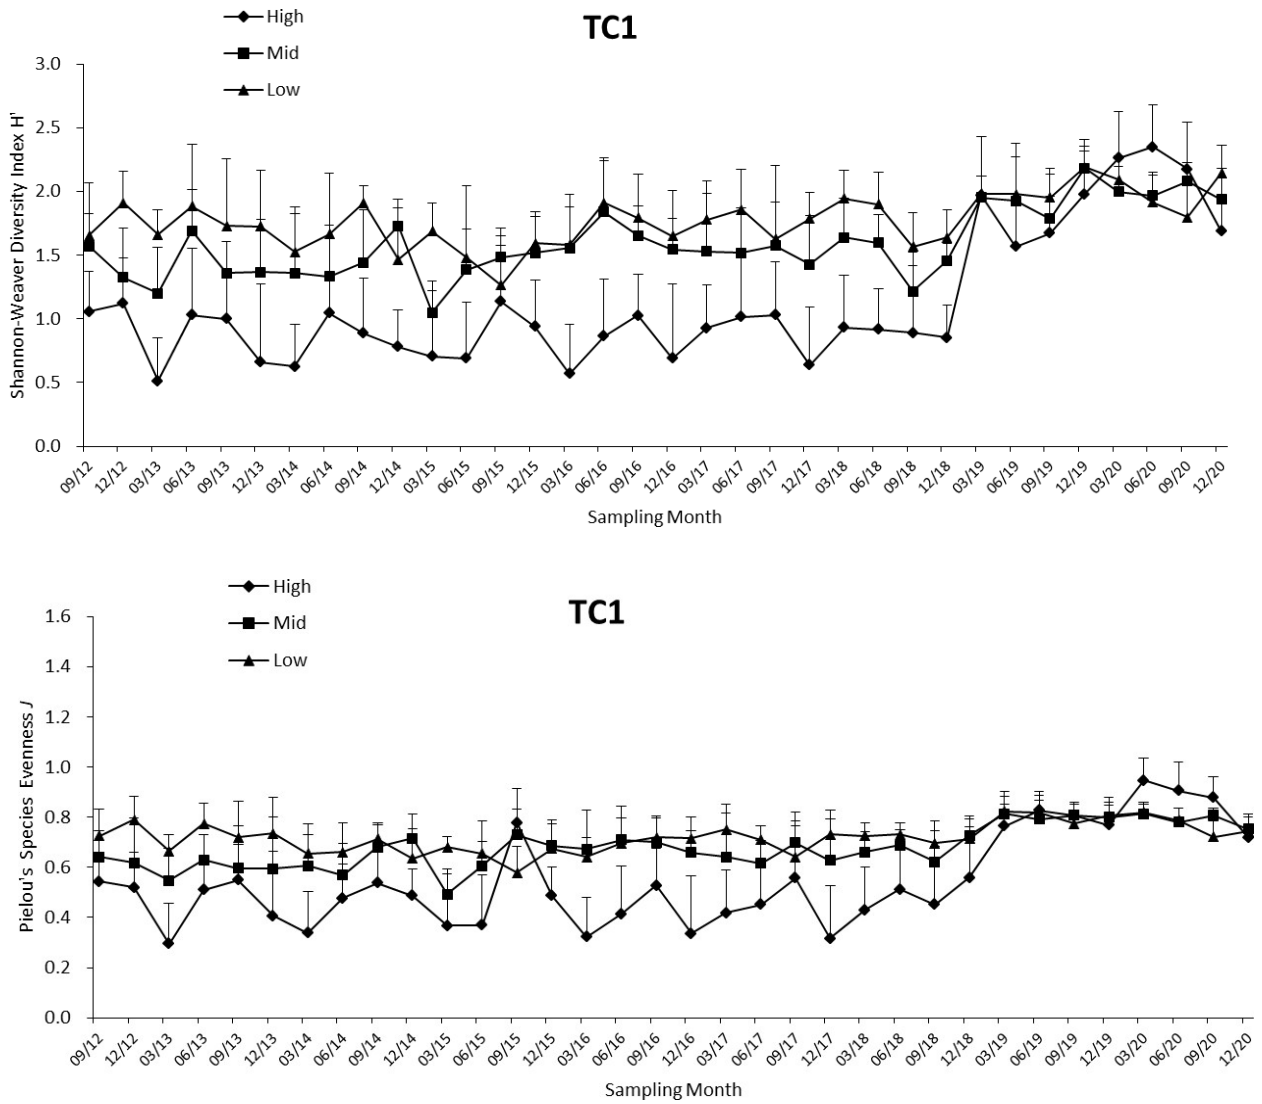 High
TC1
Mid
Low
3.0
2.5
2.0
1.5
1.0
0.5
0.0
Shannon-Weaver Diversity Index H'
09/12 12/12 03/13 06/13 09/13 12/13 03/14 06/14 09/14 12/14 03/15 06/15 09/15 12/15 03/16 06/16 09/16 12/16 03/17 06/17 09/17 12/17 03/18 06/18 09/18 12/18 03/19 06/19 09/19 12/19 03/20 06/20 09/20 12/20
Sampling Month
High
TC1
Mid
Low
1.6
1.4
1.2
1.0
0.8
0.6
0.4
0.2
0.0
Pielou's Species Evenness J
09/12 12/12 03/13 06/13 09/13 12/13 03/14 06/14 09/14 12/14 03/15 06/15 09/15 12/15 03/16 06/16 09/16 12/16 03/17 06/17 09/17 12/17 03/18 06/18 09/18 12/18 03/19 06/19 09/19 12/19 03/20 06/20 09/20 12/20
Sampling Month